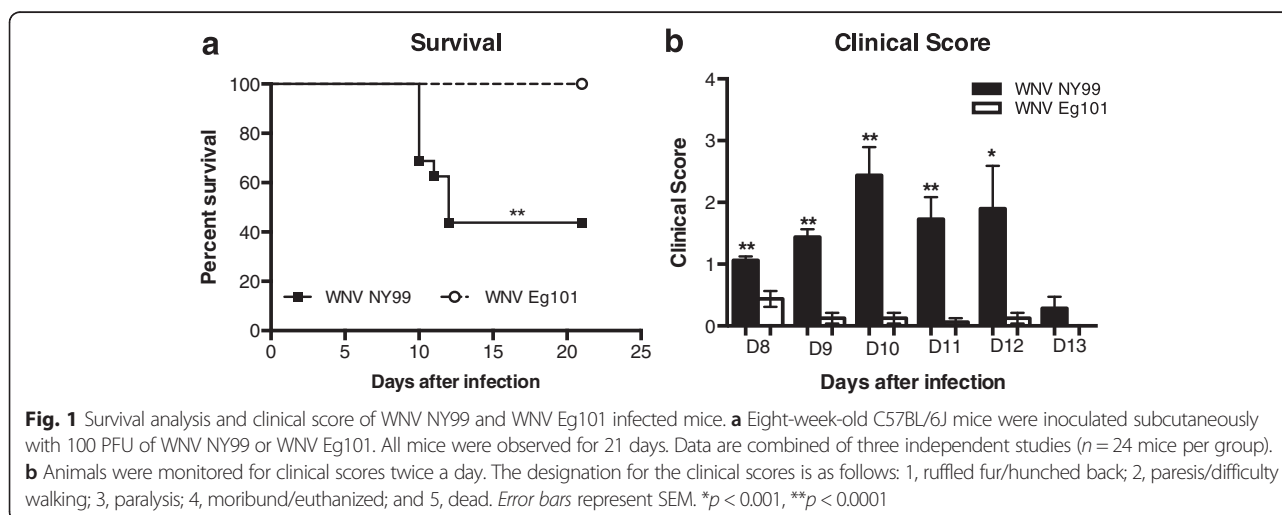 a Survival
100
80
60
40
20
0
Percent survival
**
WNV NY99 WNV Eg101
0 5 10 15 20 25
Days after infection
b Clinical Score
4
3
2
1
0
Clinical Score
WNV NY99
WNV Eg101
** ** ** ** *
D8 D9 D10 D11 D12 D13
Days after infection
Fig. 1 Survival analysis and clinical score of WNV NY99 and WNV Eg101 infected mice. a Eight-week-old C57BL/6J mice were inoculated subcutaneously
with 100 PFU of WNV NY99 or WNV Eg101. All mice were observed for 21 days. Data are combined of three independent studies (n = 24 mice per group).
b Animals were monitored for clinical scores twice a day. The designation for the clinical scores is as follows: 1, ruffled fur/hunched back; 2, paresis/difficulty
walking; 3, paralysis; 4, moribund/euthanized; and 5, dead. Error bars represent SEM. *p < 0.001, **p < 0.0001